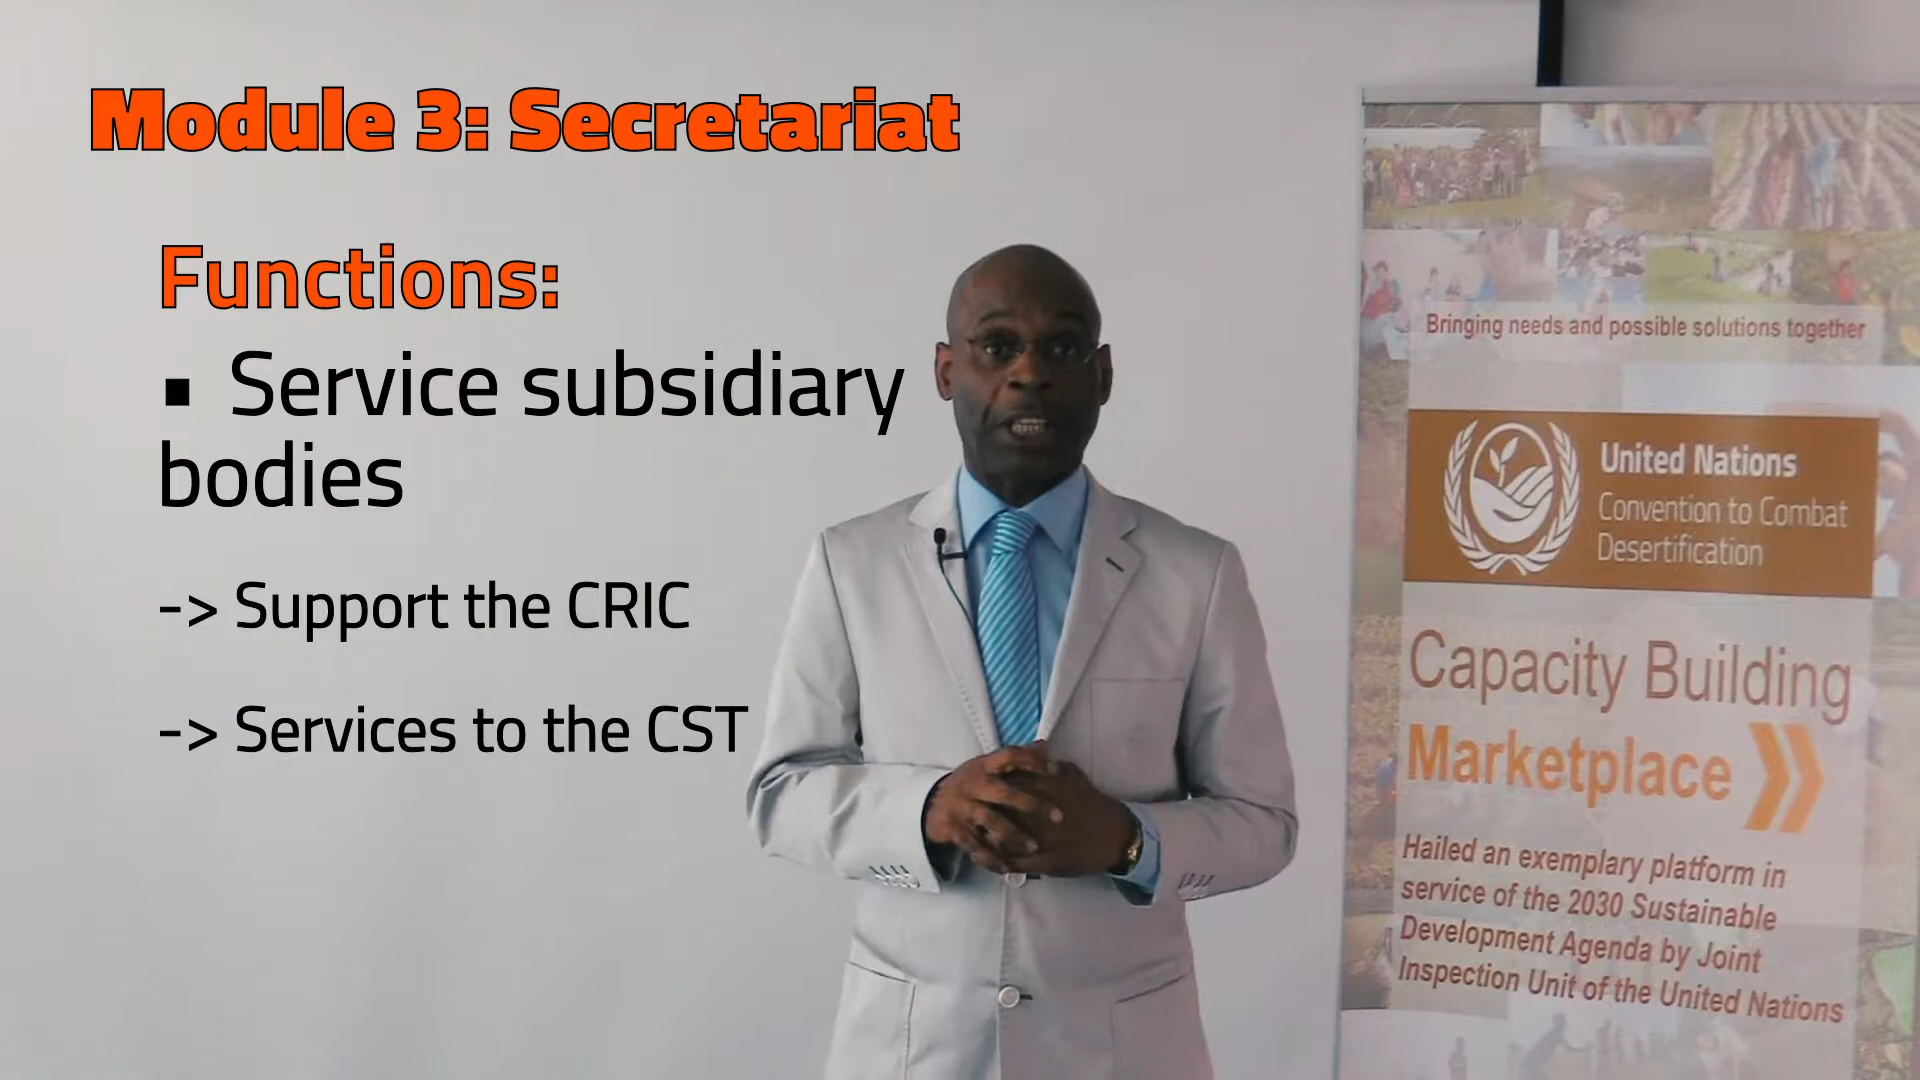 Module 3: Secretariat
Functions:
▪ Service subsidiary
bodies
-> Support the CRIC
-> Services to the CST
Bringing needs and possible solutions together
United Nations
Convention to Combat
Desertification
Capacity Building
Marketplace
Hailed an exemplary platform in
service of the 2030 Sustainable
Development Agenda by Joint
Inspection Unit of the United Nations